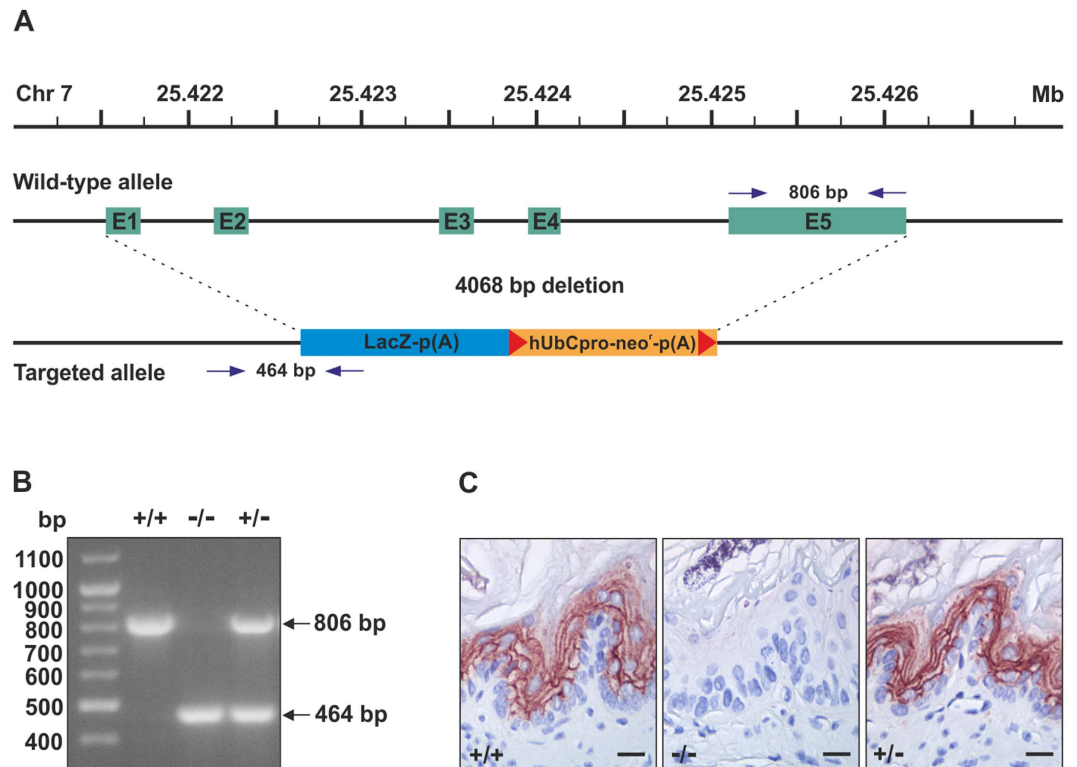 A
Chr 7 25.422 25.423 25.424 25.425 25.426 Mb
Wild-type allele
806 bp
E1 E2 E3 E4 E5
4068 bp deletion
LacZ-p(A) hUbCpro-neoʳ-p(A)
Targeted allele
464 bp
B
bp +/+ -/- +/-
1100
1000
900
800
700
600
500
400
806 bp
464 bp
C
+/+ -/- +/-